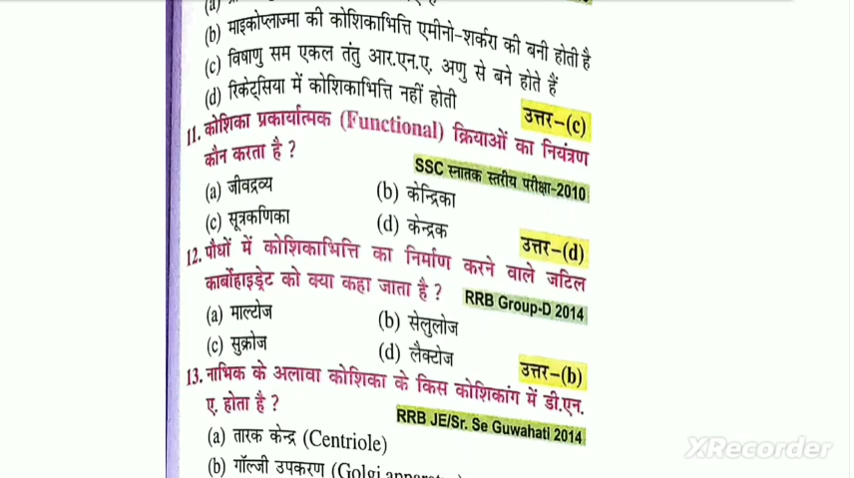 (a)
(b) माइकोप्लाज्मा की कोशिकाभित्ति एमीनो-शर्करा की बनी होती है
(c) विषाणु सम एकल तंतु आर.एन.ए. अणु से बने होते हैं
(d) रिकेट्सिया में कोशिकाभित्ति नहीं होती
उत्तर-(c)
11. कोशिका प्रकार्यात्मक (Functional) क्रियाओं का नियंत्रण
कौन करता है ?
SSC स्नातक स्तरीय परीक्षा-2010
(a) जीवद्रव्य (b) केन्द्रिका
(c) सूत्रकणिका (d) केन्द्रक
उत्तर-(d)
12. पौधों में कोशिकाभित्ति का निर्माण करने वाले जटिल
कार्बोहाइड्रेट को क्या कहा जाता है ? RRB Group-D 2014
(a) माल्टोज (b) सेलुलोज
(c) सुक्रोज (d) लैक्टोज
उत्तर-(b)
13. नाभिक के अलावा कोशिका के किस कोशिकांग में डी.एन.
ए. होता है ?
RRB JE/Sr. Se Guwahati 2014
(a) तारक केन्द्र (Centriole)
(b) गॉल्जी उपकरण (Golgi
XRecorder